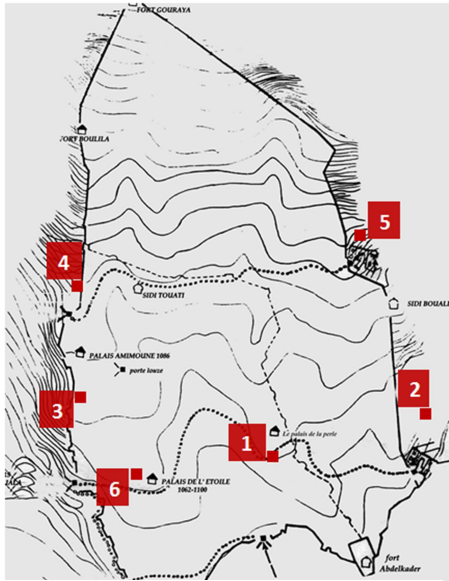 FORT GOURAYA
FORT BOULILA
5
4
SIDI TOUATI
SIDI BOUALI
PALAIS AMIMOUNE 1086
porte louze
3
2
Le palais de la perle
1
6
PALAIS DE L' ETOILE
1062-1100
fort
Abdelkader